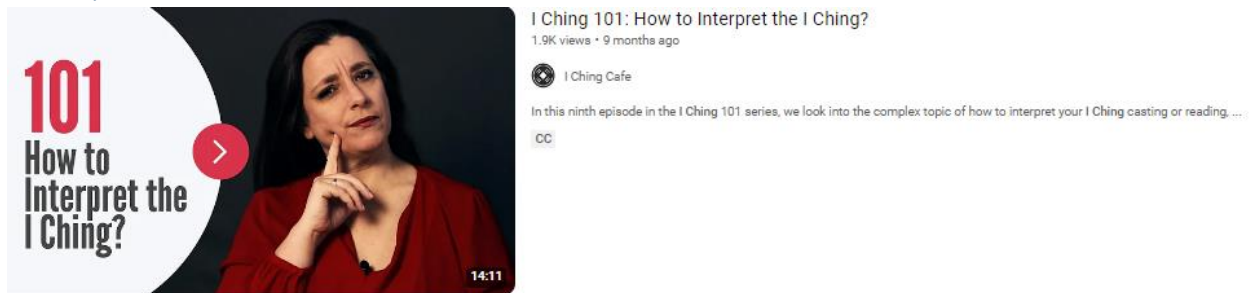 101
How to
Interpret the
I Ching?
14:11
I Ching 101: How to Interpret the I Ching?
1.9K views • 9 months ago
I Ching Cafe
In this ninth episode in the I Ching 101 series, we look into the complex topic of how to interpret your I Ching casting or reading, ...
CC